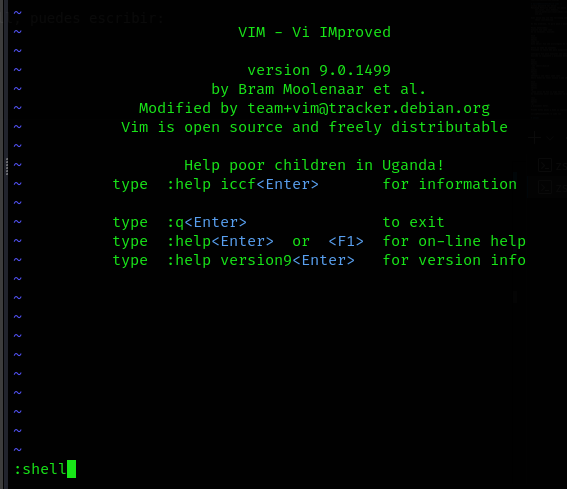 puedes escribir:
~
~ VIM - Vi IMproved
~
~ version 9.0.1499
~ by Bram Moolenaar et al.
~ Modified by team+vim@tracker.debian.org
~ Vim is open source and freely distributable
~
~ Help poor children in Uganda!
~ type :help iccf<Enter> for information
~
~ type :q<Enter> to exit
~ type :help<Enter> or <F1> for on-line help
~ type :help version9<Enter> for version info
~
~
~
~
~
~
~
~
~
~
:shell